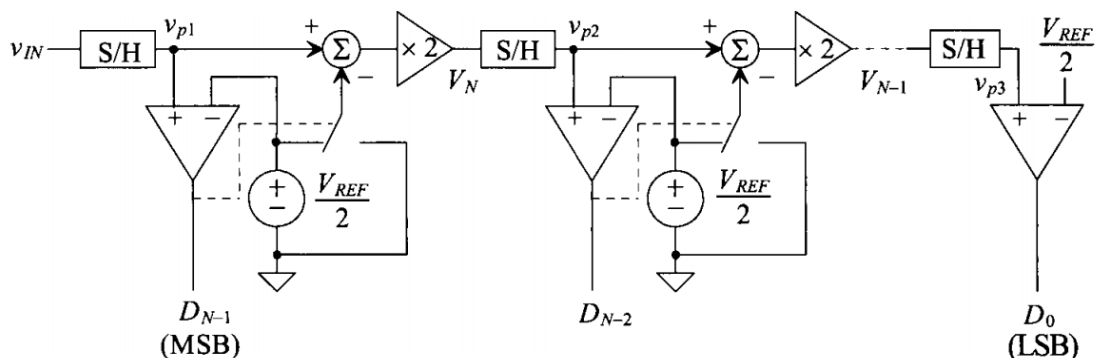 v_IN
S/H
v_p1
+
Σ
−
× 2
V_N
S/H
v_p2
+
Σ
−
× 2
V_N−1
S/H
v_p3
V_REF
2
+ −
+
−
V_REF
2
+ −
+
−
V_REF
2
+ −
D_N−1
(MSB)
D_N−2
D_0
(LSB)